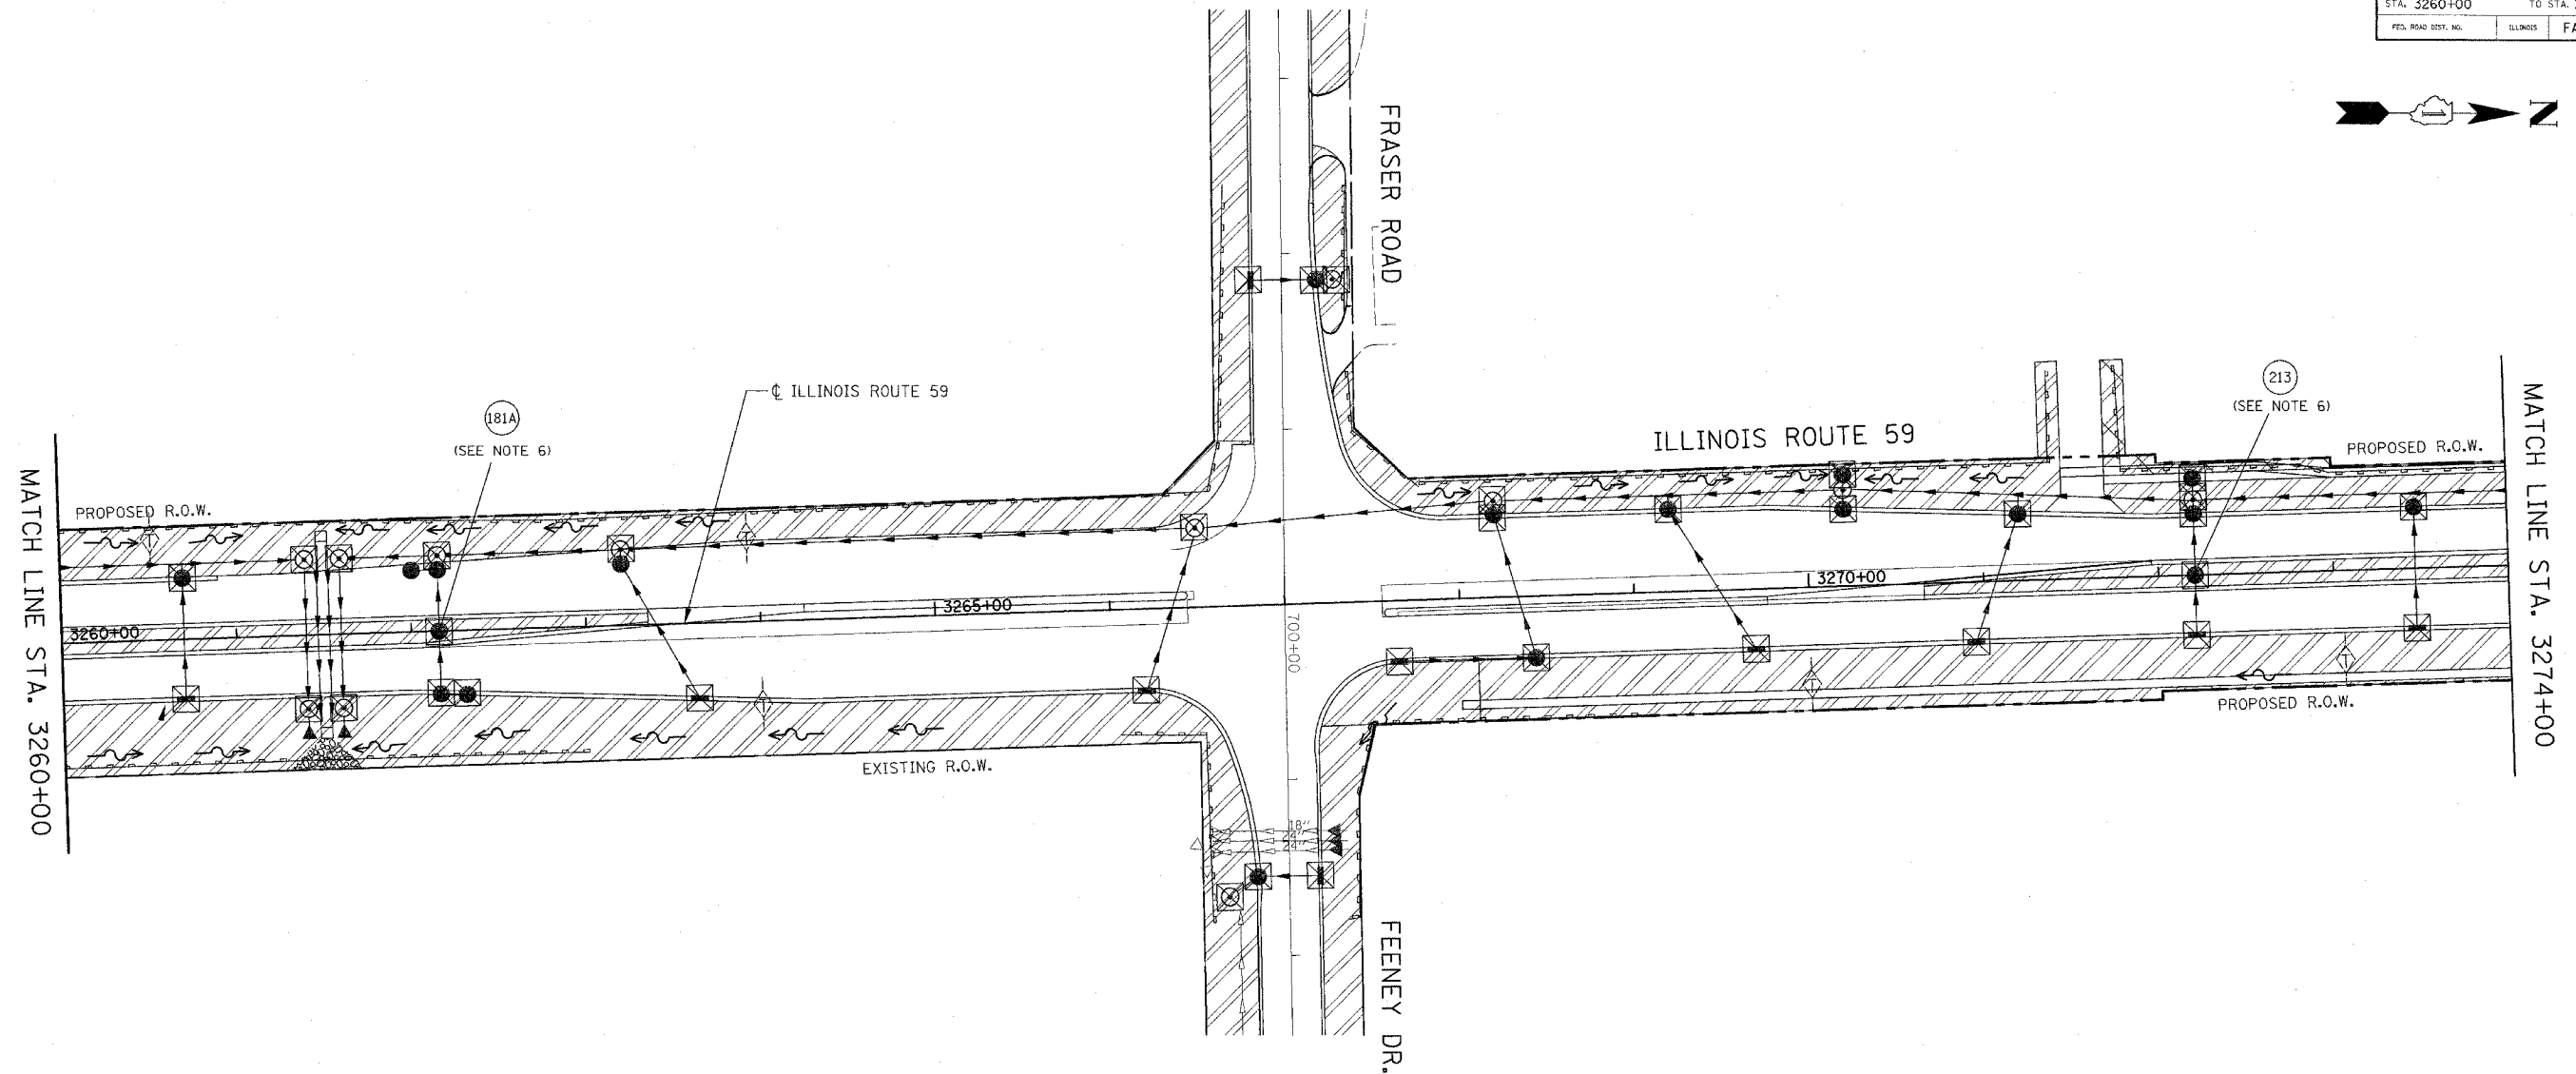 STA. 3260+00 TO STA.
FED. ROAD DIST. NO. ILLINOIS FA
N
FRASER ROAD
℄ ILLINOIS ROUTE 59
181A
(SEE NOTE 6)
213
(SEE NOTE 6)
ILLINOIS ROUTE 59
PROPOSED R.O.W.
PROPOSED R.O.W.
MATCH LINE STA. 3260+00
MATCH LINE STA. 3274+00
3260+00
3265+00
3270+00
700+00
PROPOSED R.O.W.
EXISTING R.O.W.
18"
24"
24"
FEENEY DR.